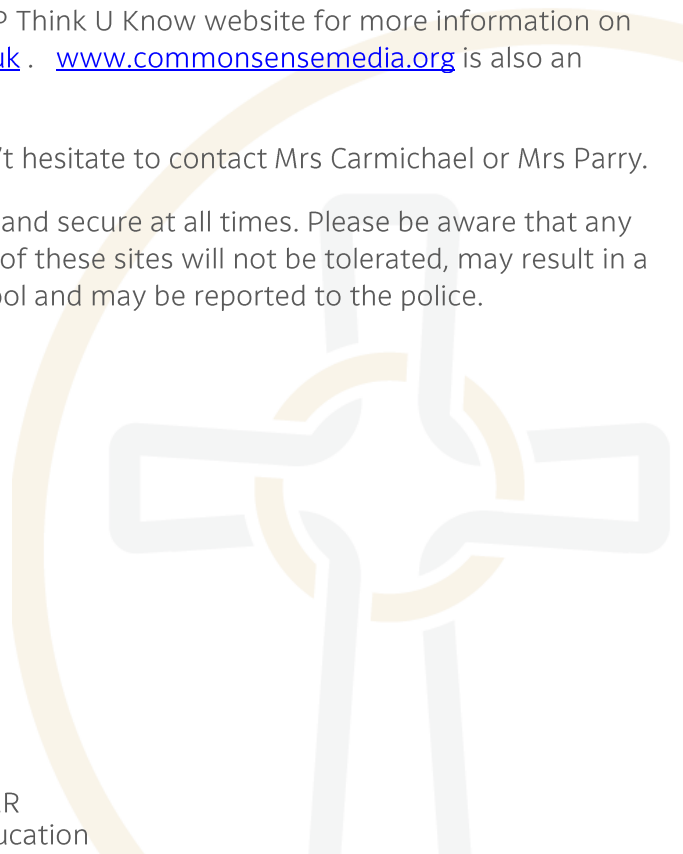 P Think U Know website for more information on
uk . www.commonsensemedia.org is also an
't hesitate to contact Mrs Carmichael or Mrs Parry.
and secure at all times. Please be aware that any
of these sites will not be tolerated, may result in a
ool and may be reported to the police.
R
ucation